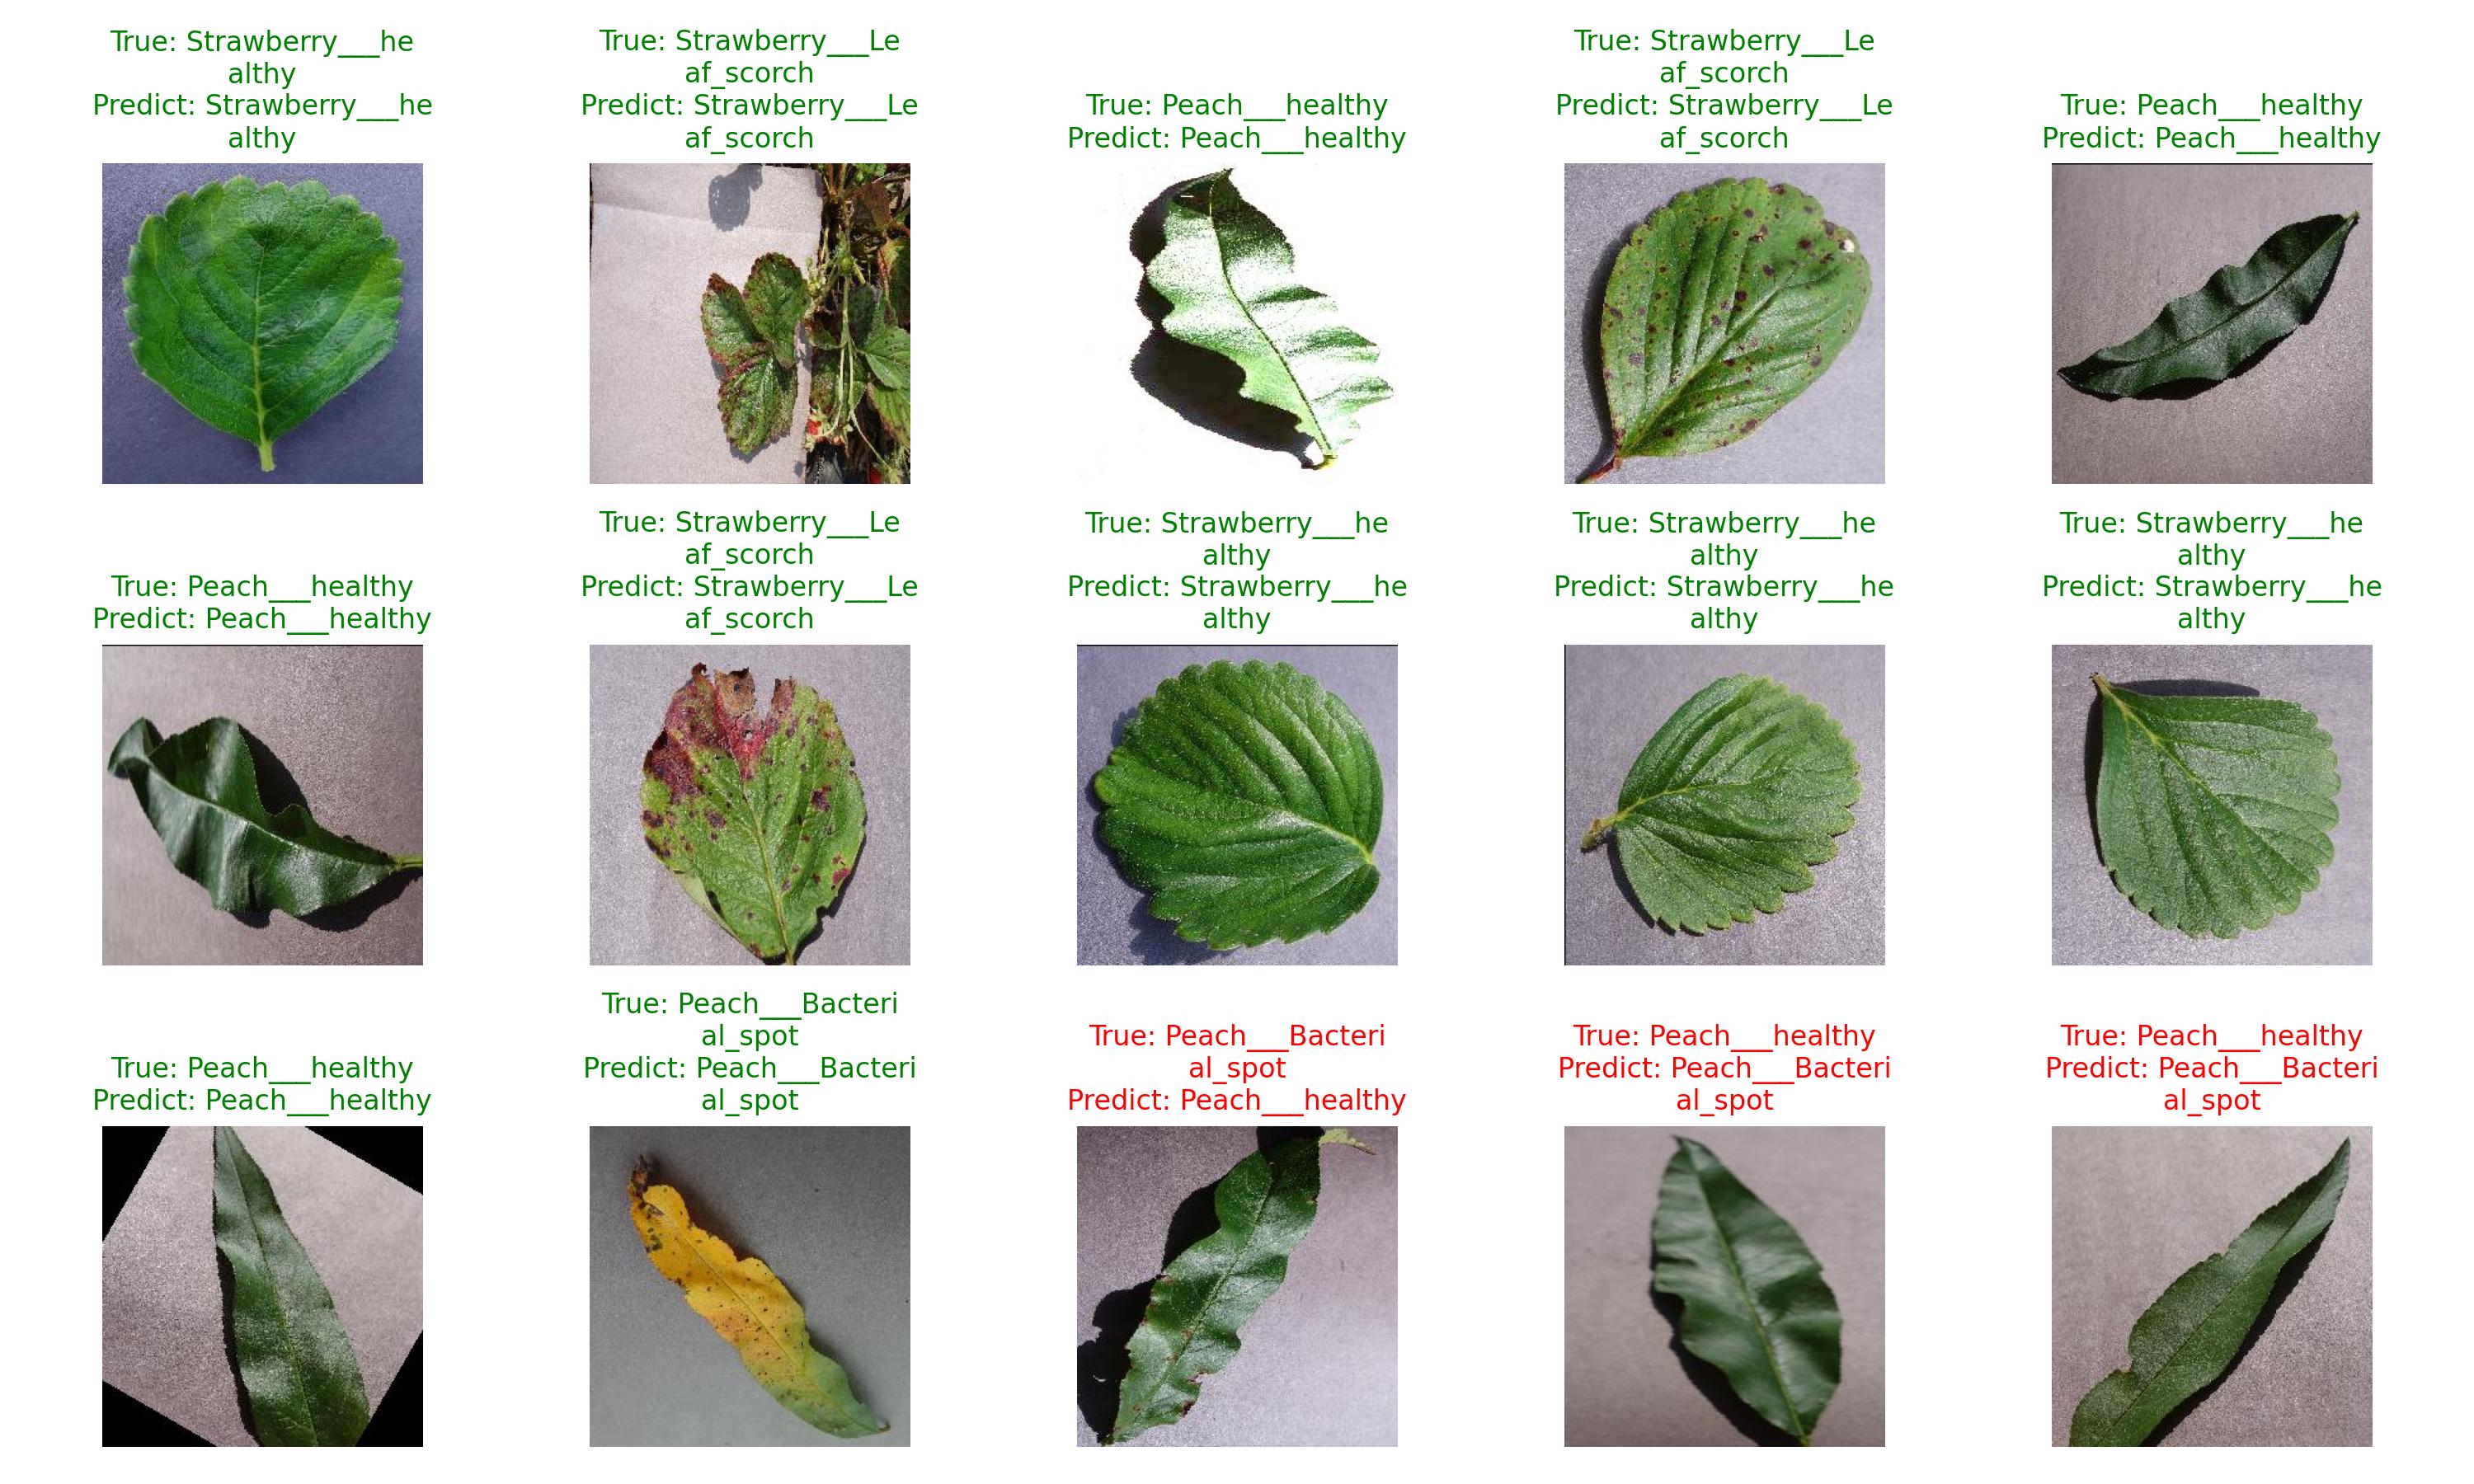 True: Strawberry___he
althy
Predict: Strawberry___he
althy
True: Strawberry___Le
af_scorch
Predict: Strawberry___Le
af_scorch
True: Peach___healthy
Predict: Peach___healthy
True: Strawberry___Le
af_scorch
Predict: Strawberry___Le
af_scorch
True: Peach___healthy
Predict: Peach___healthy
True: Peach___healthy
Predict: Peach___healthy
True: Strawberry___Le
af_scorch
Predict: Strawberry___Le
af_scorch
True: Strawberry___he
althy
Predict: Strawberry___he
althy
True: Strawberry___he
althy
Predict: Strawberry___he
althy
True: Strawberry___he
althy
Predict: Strawberry___he
althy
True: Peach___healthy
Predict: Peach___healthy
True: Peach___Bacteri
al_spot
Predict: Peach___Bacteri
al_spot
True: Peach___Bacteri
al_spot
Predict: Peach___healthy
True: Peach___healthy
Predict: Peach___Bacteri
al_spot
True: Peach___healthy
Predict: Peach___Bacteri
al_spot